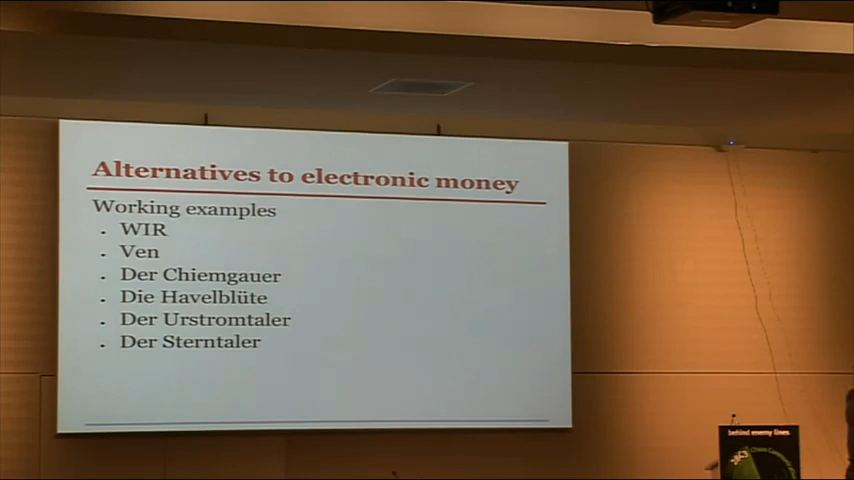 Alternatives to electronic money
Working examples
WIR
Ven
Der Chiemgauer
Die Havelblüte
Der Urstromtaler
Der Sterntaler
behind enemy lines